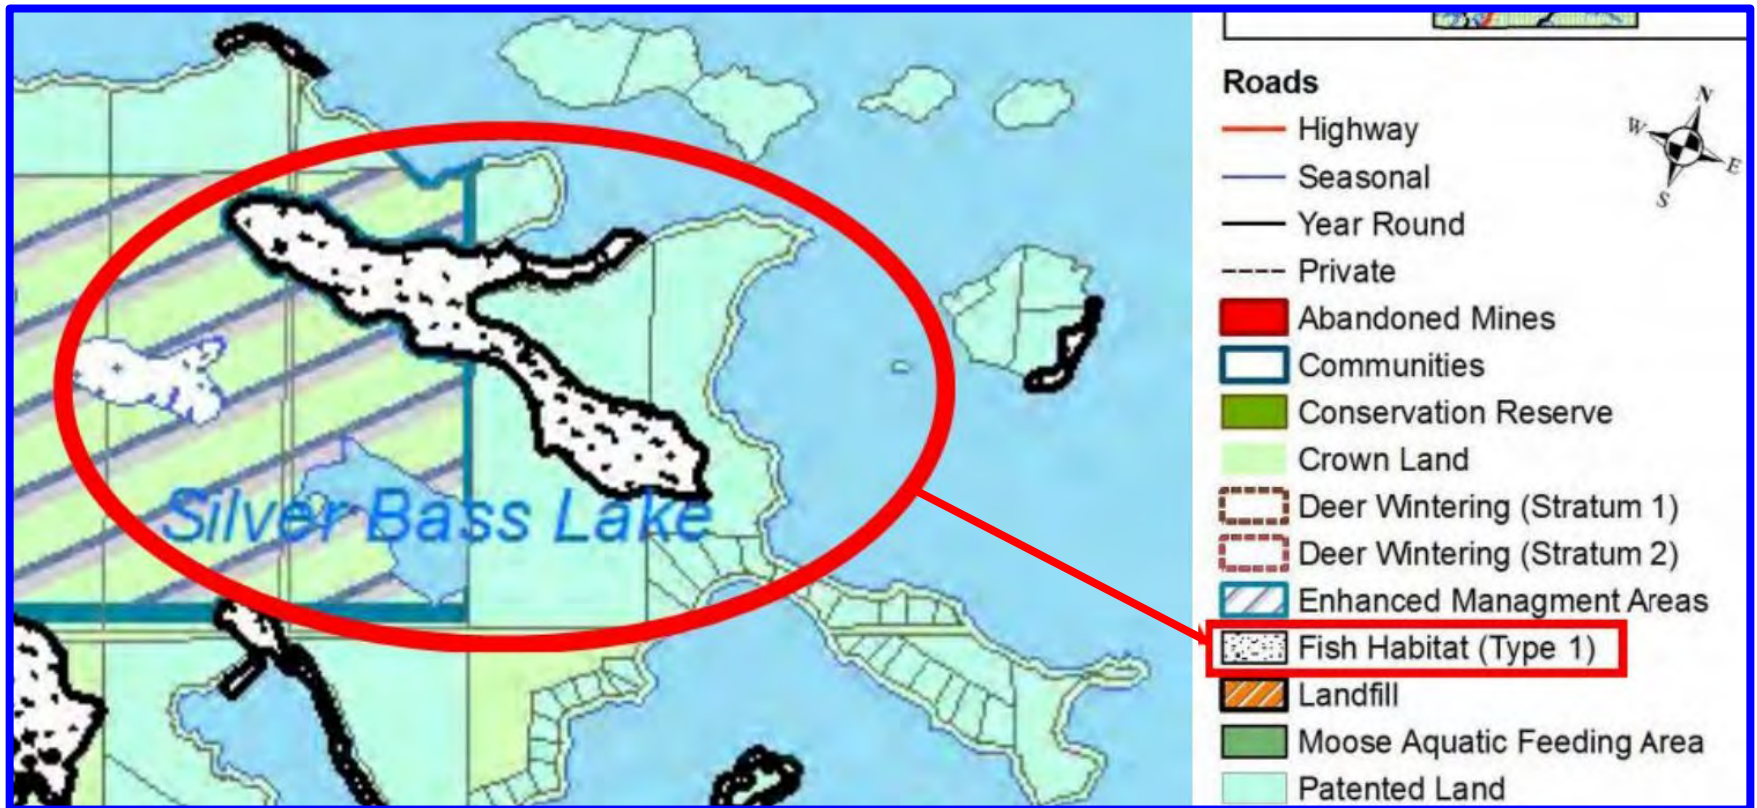 Silver Bass Lake
Roads
Highway
Seasonal
Year Round
Private
Abandoned Mines
Communities
Conservation Reserve
Crown Land
Deer Wintering (Stratum 1)
Deer Wintering (Stratum 2)
Enhanced Managment Areas
Fish Habitat (Type 1)
Landfill
Moose Aquatic Feeding Area
Patented Land
N
W
E
S